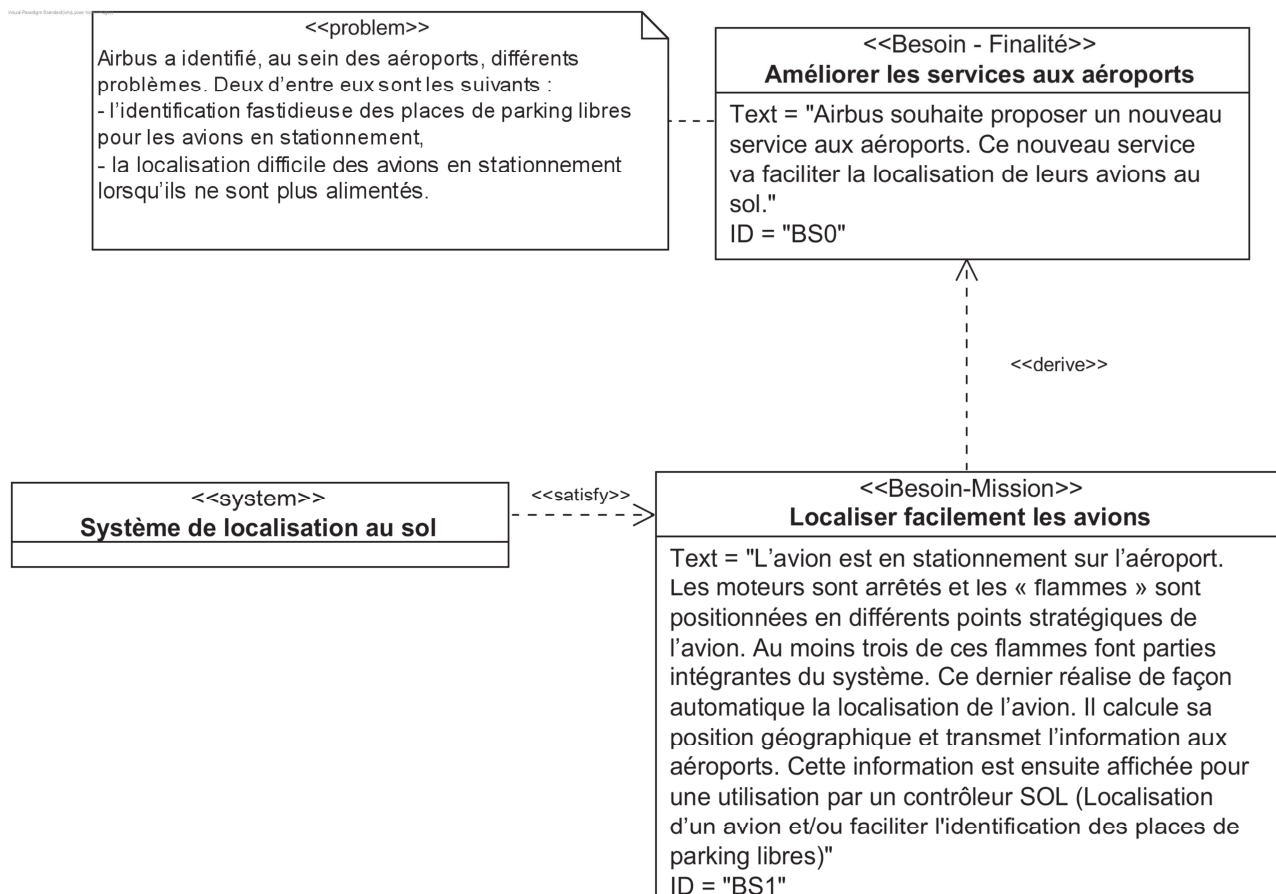 <<problem>>
Airbus a identifié, au sein des aéroports, différents
problèmes. Deux d'entre eux sont les suivants :
- l'identification fastidieuse des places de parking libres
pour les avions en stationnement,
- la localisation difficile des avions en stationnement
lorsqu'ils ne sont plus alimentés.
<<Besoin - Finalité>>
Améliorer les services aux aéroports
Text = "Airbus souhaite proposer un nouveau
service aux aéroports. Ce nouveau service
va faciliter la localisation de leurs avions au
sol."
ID = "BS0"
<<derive>>
<<system>>
Système de localisation au sol
<<satisfy>>
<<Besoin-Mission>>
Localiser facilement les avions
Text = "L'avion est en stationnement sur l'aéroport.
Les moteurs sont arrêtés et les « flammes » sont
positionnées en différents points stratégiques de
l'avion. Au moins trois de ces flammes font parties
intégrantes du système. Ce dernier réalise de façon
automatique la localisation de l'avion. Il calcule sa
position géographique et transmet l'information aux
aéroports. Cette information est ensuite affichée pour
une utilisation par un contrôleur SOL (Localisation
d'un avion et/ou faciliter l'identification des places de
parking libres)"
ID = "BS1"